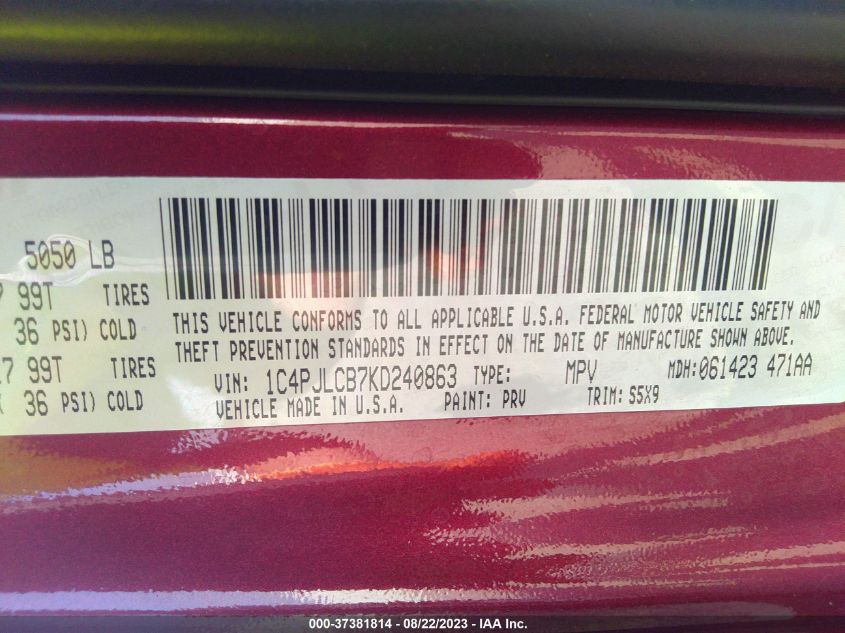 5050 LB
99T TIRES
36 PSI) COLD
99T TIRES
36 PSI) COLD
THIS VEHICLE CONFORMS TO ALL APPLICABLE U.S.A. FEDERAL MOTOR VEHICLE SAFETY AND
THEFT PREVENTION STANDARDS IN EFFECT ON THE DATE OF MANUFACTURE SHOWN ABOVE.
VIN: 1C4PJLCB7KD240863 TYPE: MPV MDH:061423 471AA
VEHICLE MADE IN U.S.A. PAINT: PRV TRIM: S5X9
000-37381814 - 08/22/2023 - IAA Inc.